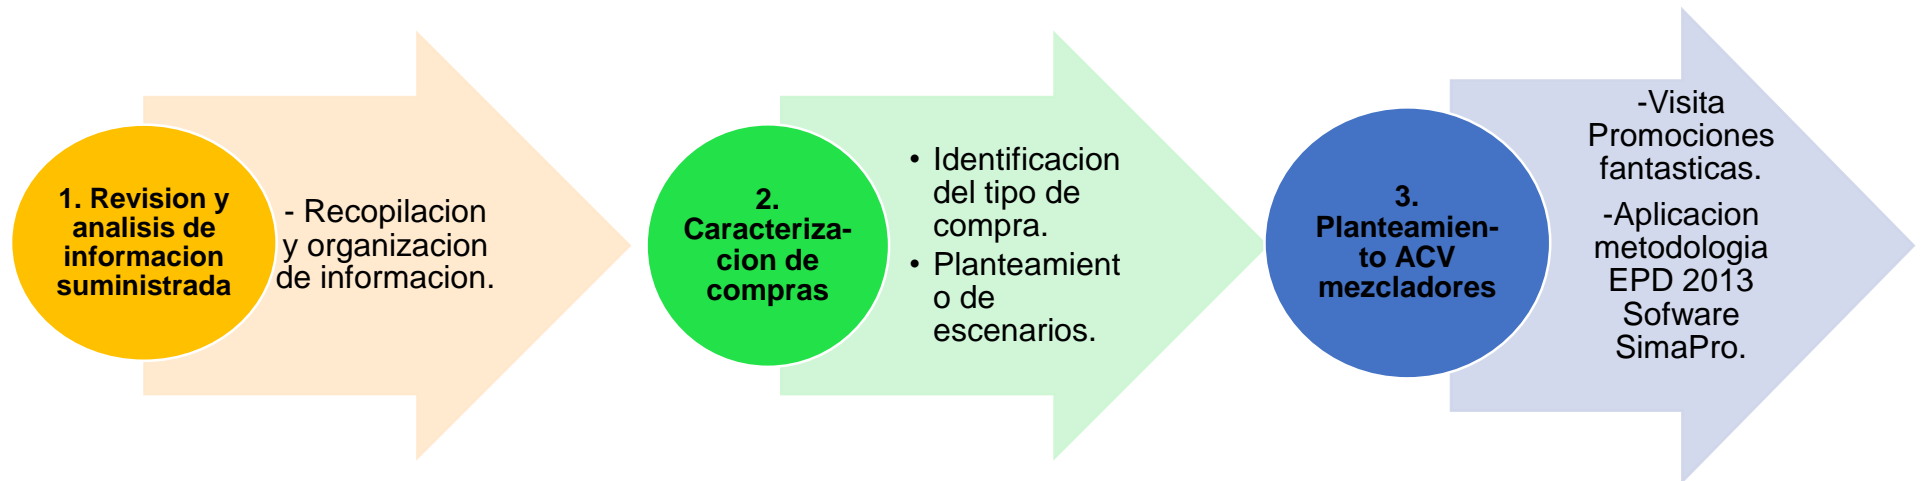 1. Revision y
analisis de
informacion
suministrada
- Recopilacion
y organizacion
de informacion.
2.
Caracteriza-
cion de
compras
• Identificacion
del tipo de
compra.
• Planteamient
o de
escenarios.
3.
Planteamien-
to ACV
mezcladores
-Visita
Promociones
fantasticas.
-Aplicacion
metodologia
EPD 2013
Sofware
SimaPro.